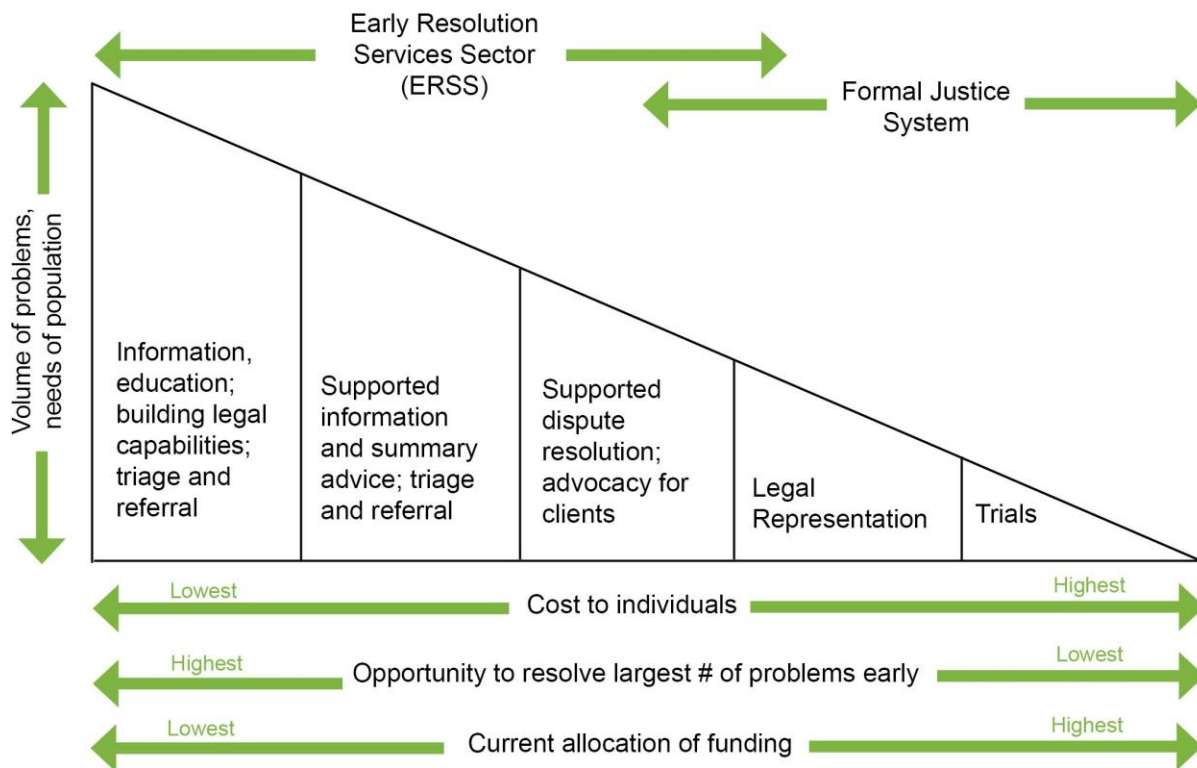 Early Resolution
Services Sector
(ERSS)
Formal Justice
System
Volume of problems,
needs of population
Information,
education;
building legal
capabilities;
triage and
referral
Supported
information
and summary
advice; triage
and referral
Supported
dispute
resolution;
advocacy for
clients
Legal
Representation
Trials
Lowest
Cost to individuals
Highest
Highest
Opportunity to resolve largest # of problems early
Lowest
Lowest
Current allocation of funding
Highest